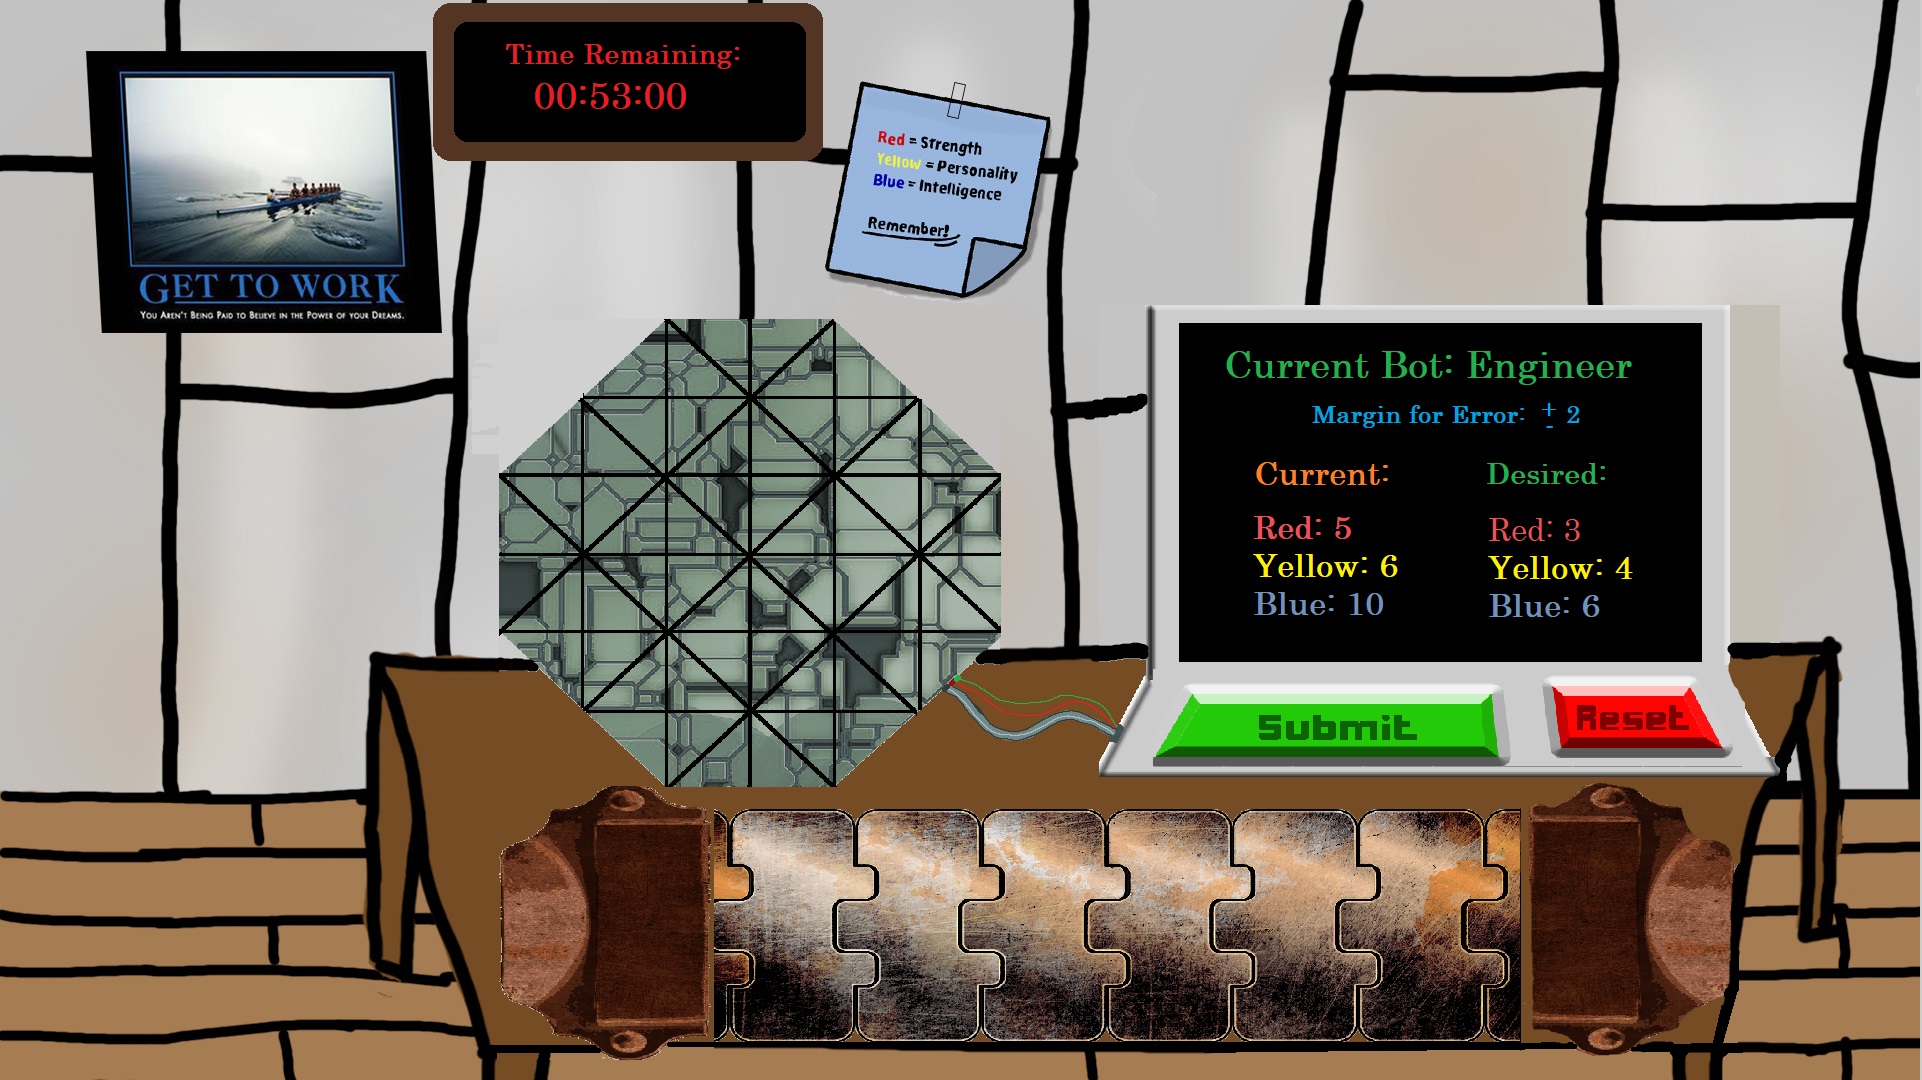 Time Remaining:
00:53:00
GET TO WORK
YOU AREN'T BEING PAID TO BELIEVE IN THE POWER OF YOUR DREAMS.
Red = Strength
Yellow = Personality
Blue = Intelligence
Remember!
Current Bot: Engineer
Margin for Error: ± 2
Current:
Red: 5
Yellow: 6
Blue: 10
Desired:
Red: 3
Yellow: 4
Blue: 6
Submit
Reset